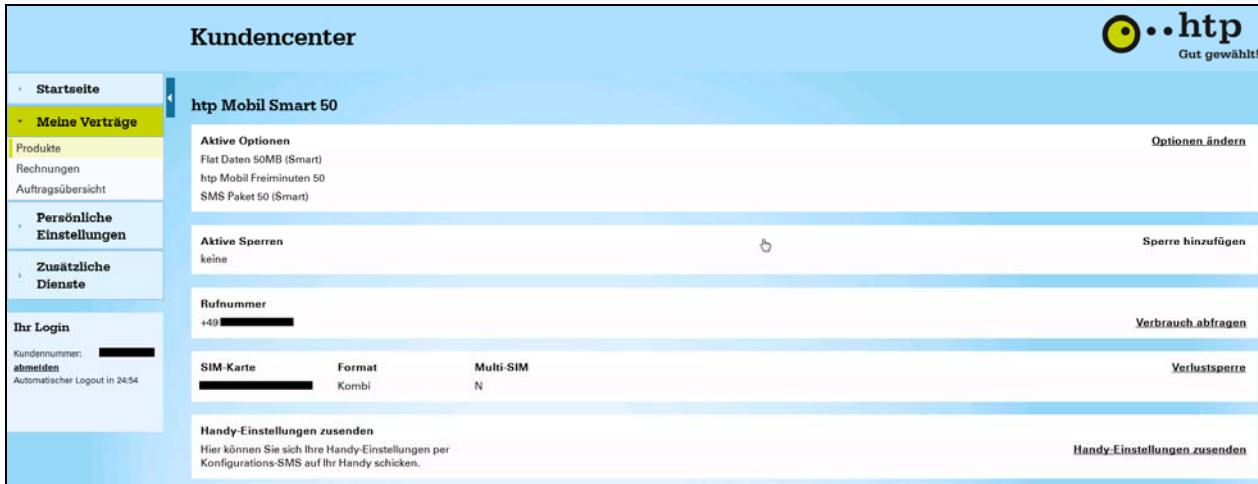 Kundencenter
htp
Gut gewählt!
Startseite
Meine Verträge
Produkte
Rechnungen
Auftragsübersicht
Persönliche
Einstellungen
Zusätzliche
Dienste
Ihr Login
Kundennummer:
abmelden
Automatischer Logout in 24:54
htp Mobil Smart 50
Aktive Optionen Optionen ändern
Flat Daten 50MB (Smart)
htp Mobil Freiminuten 50
SMS Paket 50 (Smart)
Aktive Sperren Sperre hinzufügen
keine
Rufnummer
+49 Verbrauch abfragen
SIM-Karte Format Multi-SIM Verlustsperre
Kombi N
Handy-Einstellungen zusenden
Hier können Sie sich Ihre Handy-Einstellungen per Handy-Einstellungen zusenden
Konfigurations-SMS auf Ihr Handy schicken.